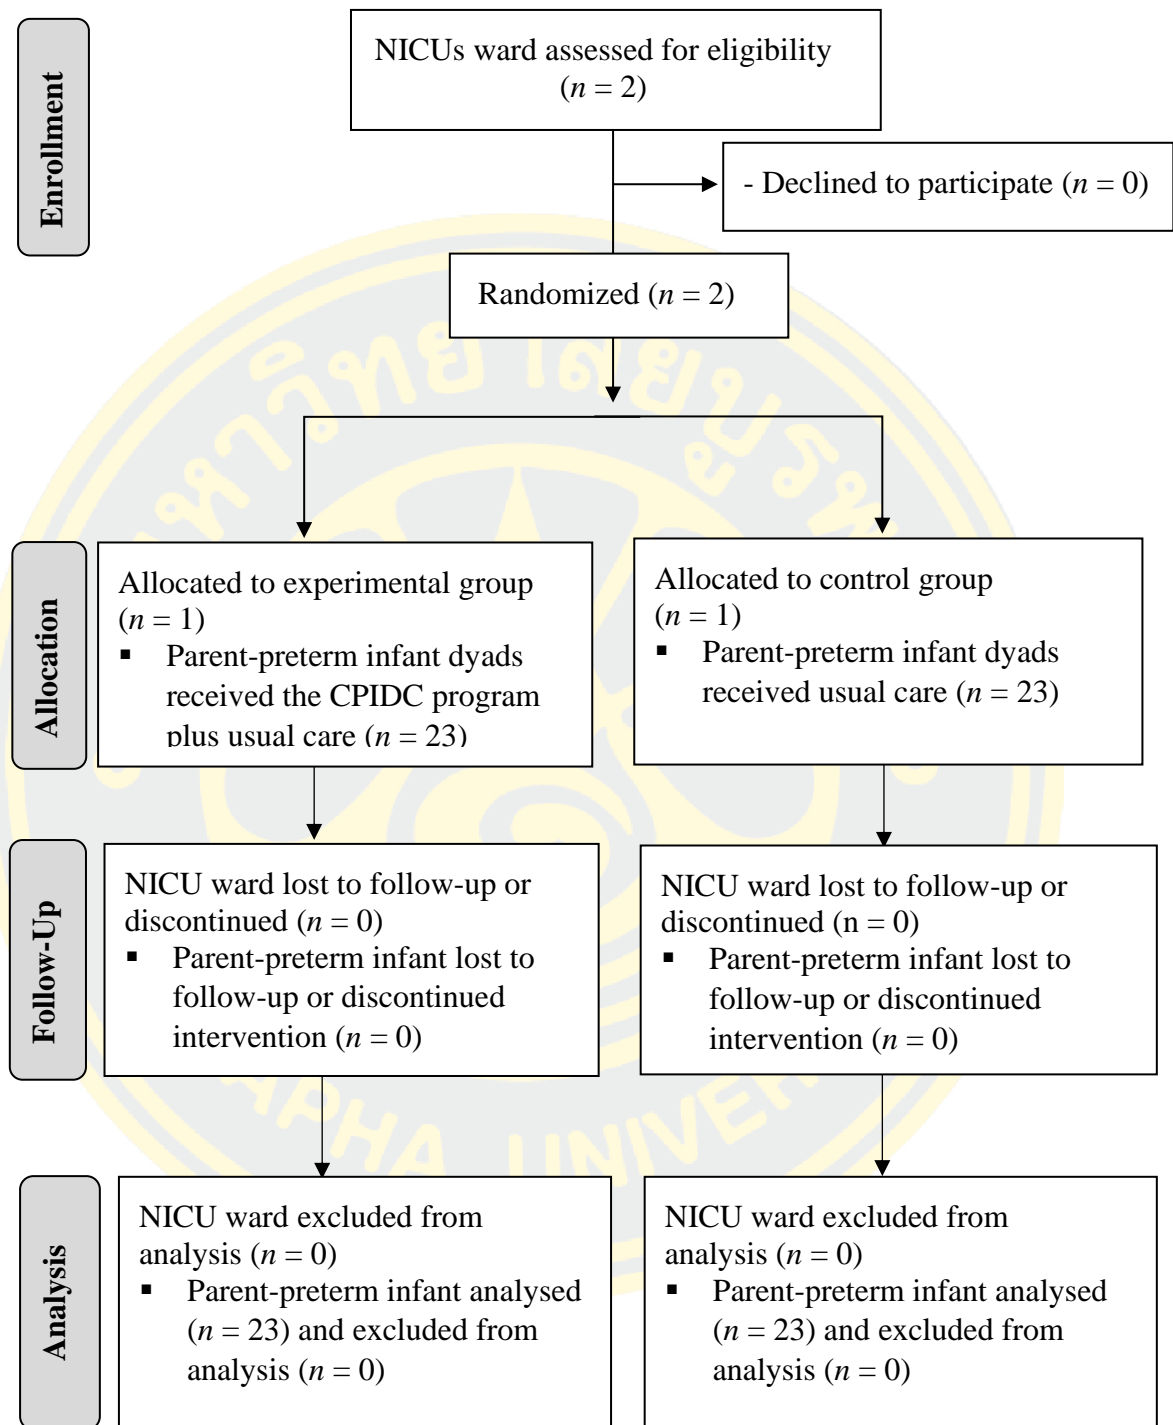 Enrollment
NICUs ward assessed for eligibility
(n = 2)
- Declined to participate (n = 0)
Randomized (n = 2)
Allocation
Allocated to experimental group
(n = 1)
▪ Parent-preterm infant dyads
received the CPIDC program
plus usual care (n = 23)
Allocated to control group
(n = 1)
▪ Parent-preterm infant dyads
received usual care (n = 23)
Follow-Up
NICU ward lost to follow-up or
discontinued (n = 0)
▪ Parent-preterm infant lost to
follow-up or discontinued
intervention (n = 0)
NICU ward lost to follow-up or
discontinued (n = 0)
▪ Parent-preterm infant lost to
follow-up or discontinued
intervention (n = 0)
Analysis
NICU ward excluded from
analysis (n = 0)
▪ Parent-preterm infant analysed
(n = 23) and excluded from
analysis (n = 0)
NICU ward excluded from
analysis (n = 0)
▪ Parent-preterm infant analysed
(n = 23) and excluded from
analysis (n = 0)